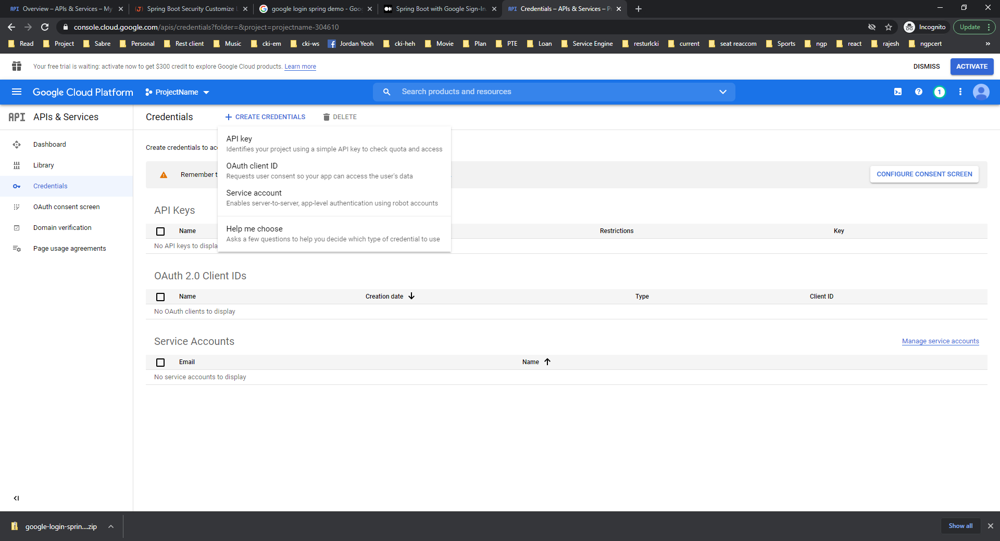 API Overview – APIs & Services – My
Spring Boot Security Customize L
google login spring demo - Goog
Spring Boot with Google Sign-In,
API Credentials – APIs & Services – P
console.cloud.google.com/apis/credentials?folder=&project=projectname-304610
Incognito
Update
Read
Project
Sabre
Personal
Rest client
Music
cki-em
cki-ws
Jordan Yeoh
cki-heh
Movie
Plan
PTE
Loan
Service Engine
resturlcki
current
seat reaccom
Sports
ngp
react
rajesh
ngpcert
»
Your free trial is waiting: activate now to get $300 credit to explore Google Cloud products. Learn more
DISMISS
ACTIVATE
Google Cloud Platform
ProjectName
Search products and resources
1
API APIs & Services
Credentials
+ CREATE CREDENTIALS
DELETE
Dashboard
Library
Credentials
OAuth consent screen
Domain verification
Page usage agreements
Create credentials to ac
API key
Identifies your project using a simple API key to check quota and access
OAuth client ID
Requests user consent so your app can access the user's data
Service account
Enables server-to-server, app-level authentication using robot accounts
Help me choose
Asks a few questions to help you decide which type of credential to use
Remember t
CONFIGURE CONSENT SCREEN
API Keys
Name
Restrictions
Key
No API keys to displa
OAuth 2.0 Client IDs
Name
Creation date
Type
Client ID
No OAuth clients to display
Service Accounts
Manage service accounts
Email
Name
No service accounts to display
google-login-sprin....zip
Show all